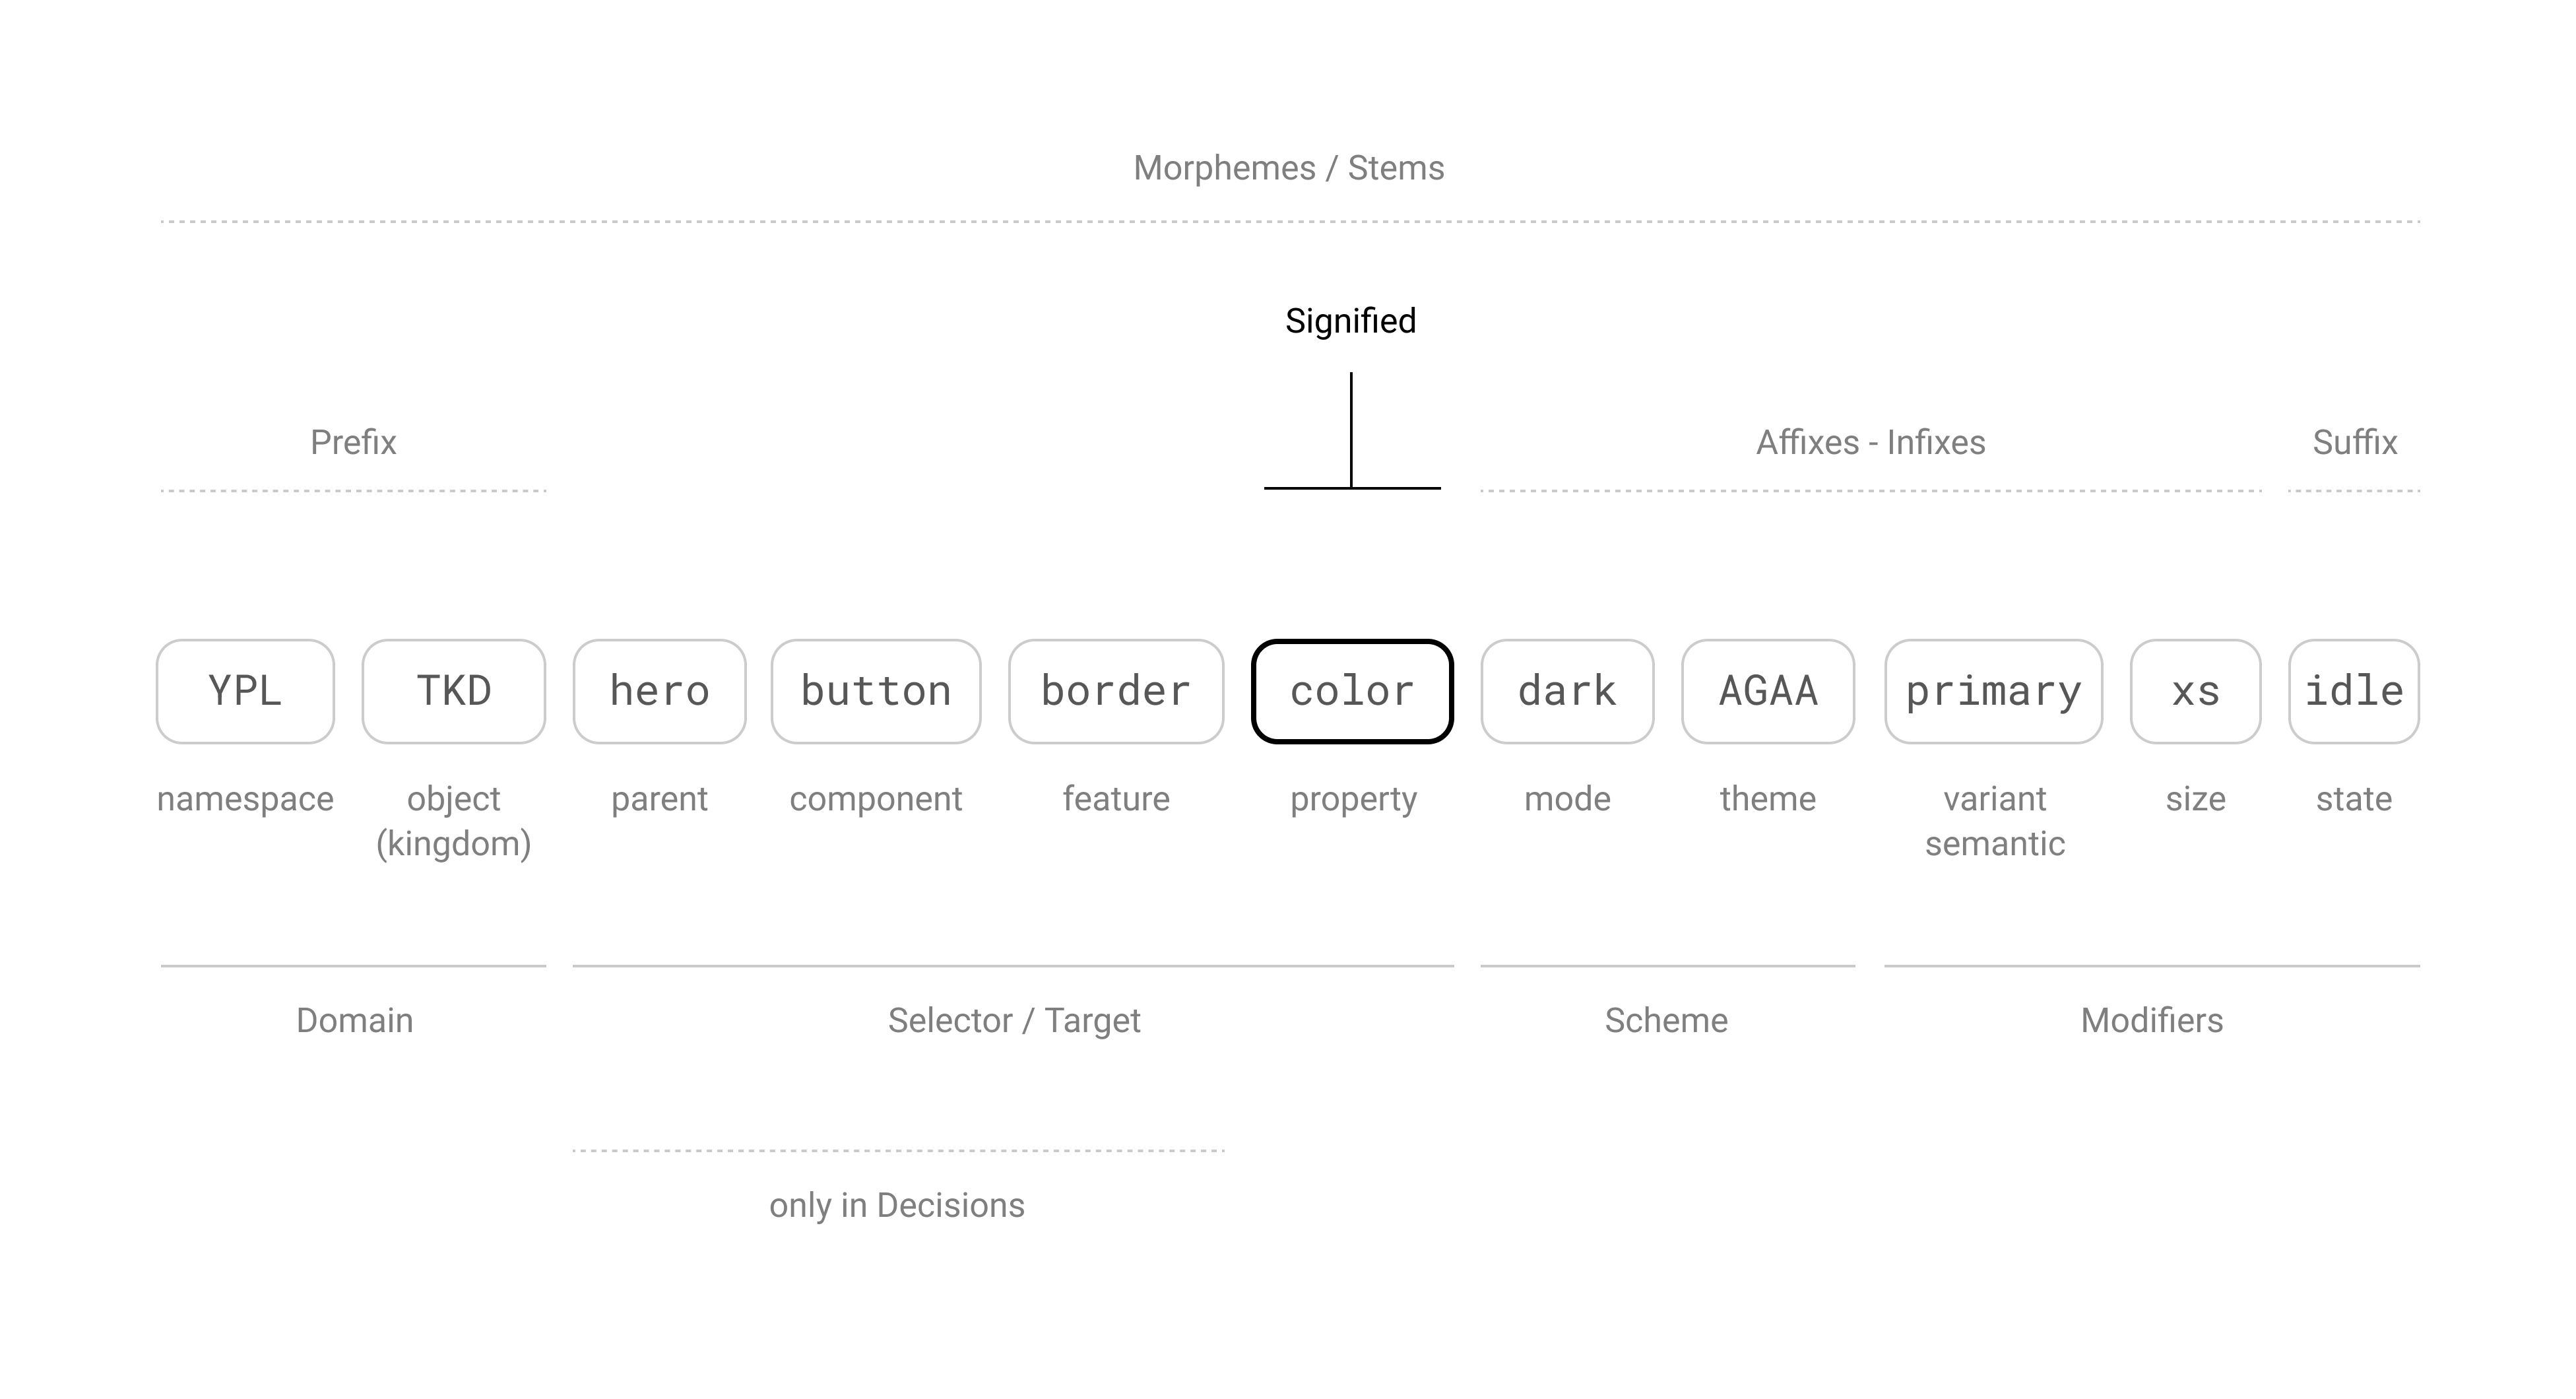 Morphemes / Stems
Signified
Prefix
Affixes - Infixes
Suffix
YPL TKD hero button border color dark AGAA primary xs idle
namespace object parent component feature property mode theme variant size state
(kingdom) semantic
Domain
Selector / Target
Scheme
Modifiers
only in Decisions